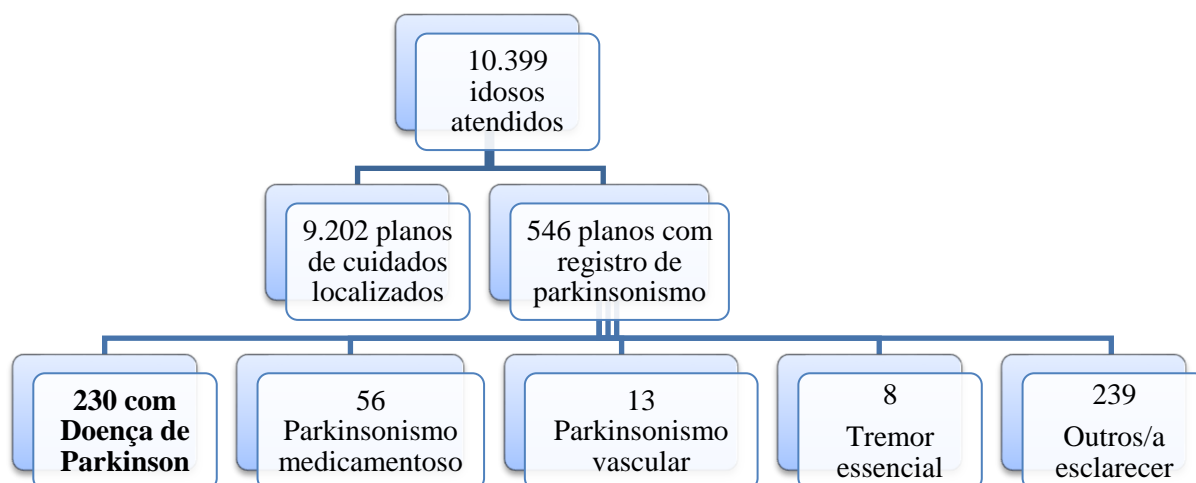 10.399
idosos
atendidos
9.202 planos
de cuidados
localizados
546 planos com
registro de
parkinsonismo
230 com
Doença de
Parkinson
56
Parkinsonismo
medicamentoso
13
Parkinsonismo
vascular
8
Tremor
essencial
239
Outros/a
esclarecer